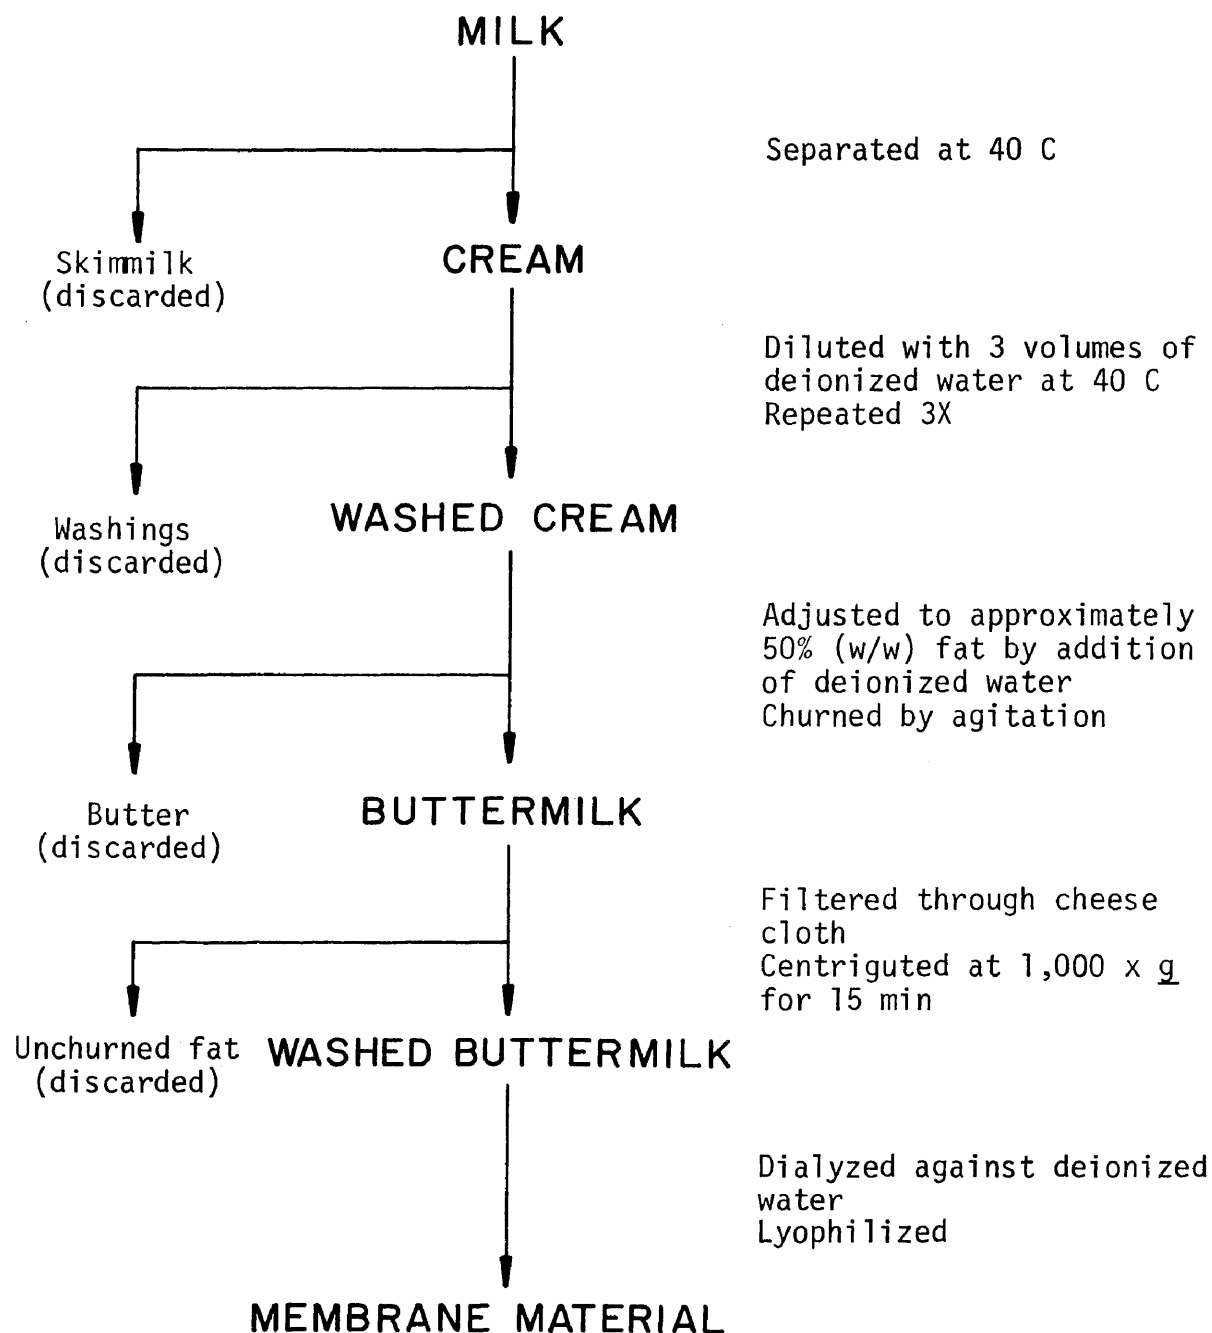 MILK
Separated at 40 C
Skimmilk
(discarded)
CREAM
Diluted with 3 volumes of
deionized water at 40 C
Repeated 3X
Washings
(discarded)
WASHED CREAM
Adjusted to approximately
50% (w/w) fat by addition
of deionized water
Churned by agitation
Butter
(discarded)
BUTTERMILK
Filtered through cheese
cloth
Centriguted at 1,000 x g
for 15 min
Unchurned fat
(discarded)
WASHED BUTTERMILK
Dialyzed against deionized
water
Lyophilized
MEMBRANE MATERIAL